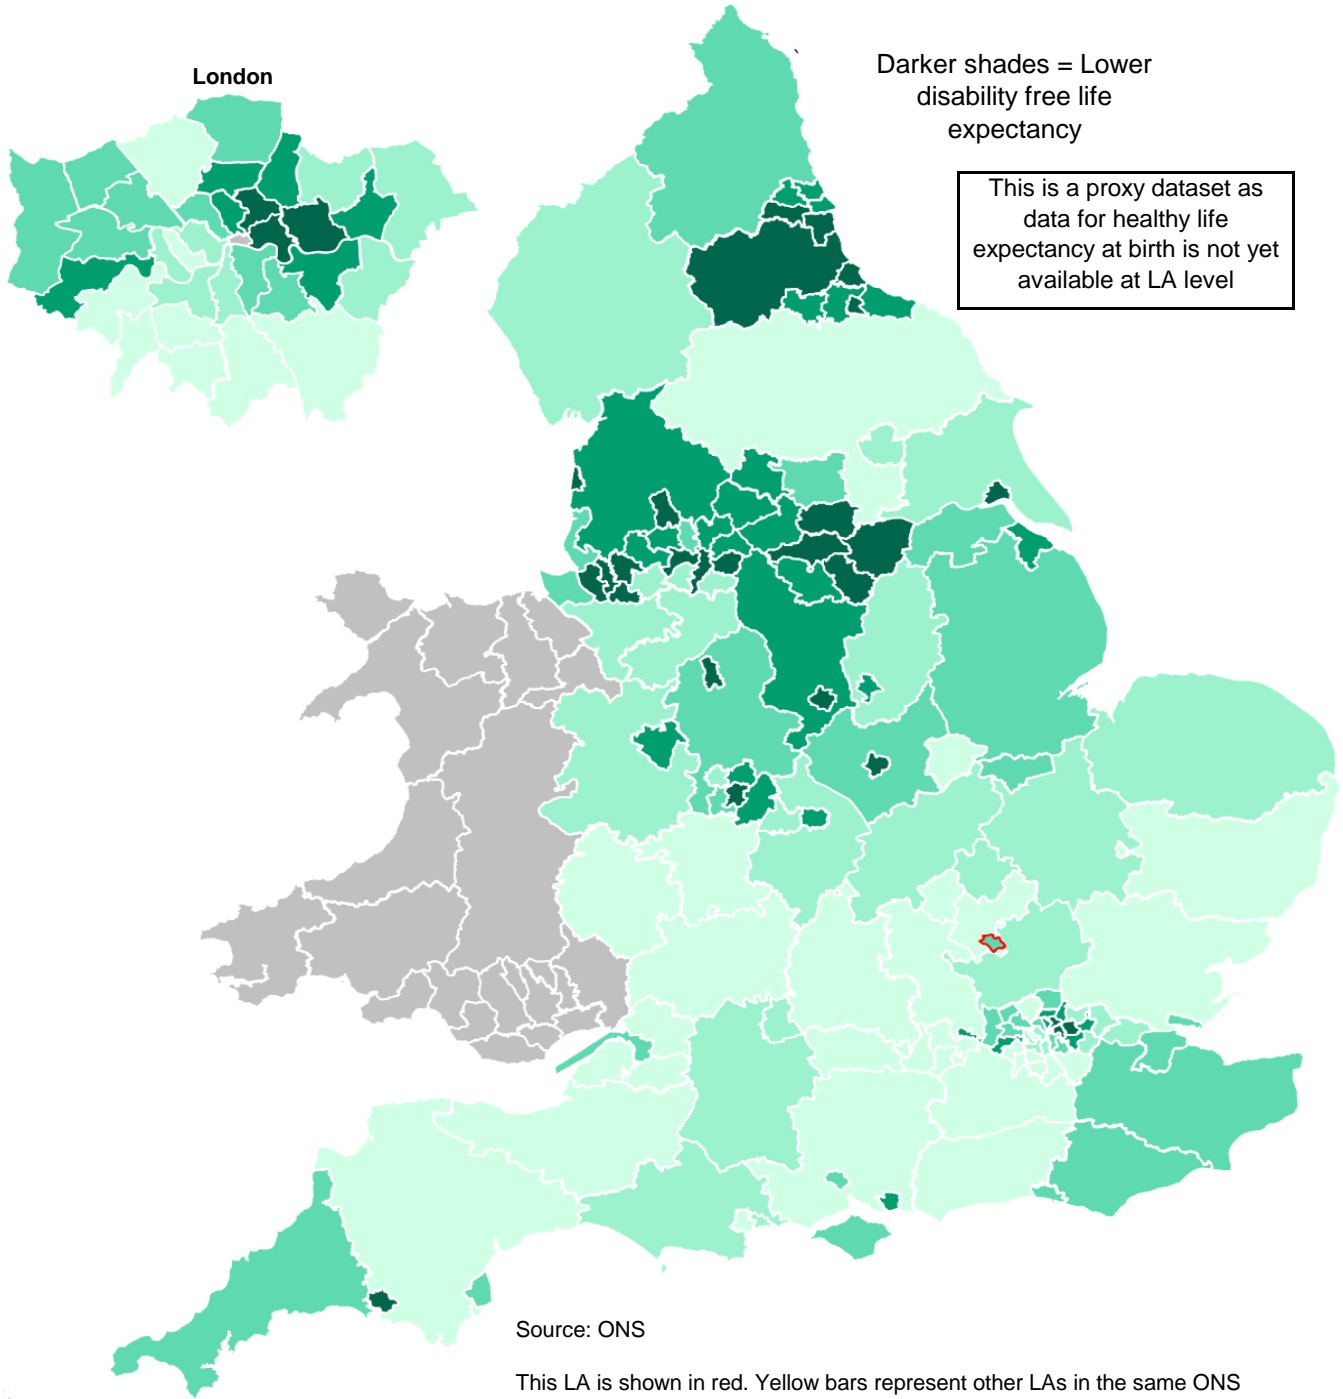 London
Darker shades = Lower
disability free life
expectancy
This is a proxy dataset as
data for healthy life
expectancy at birth is not yet
available at LA level
Source: ONS
This LA is shown in red. Yellow bars represent other LAs in the same ONS